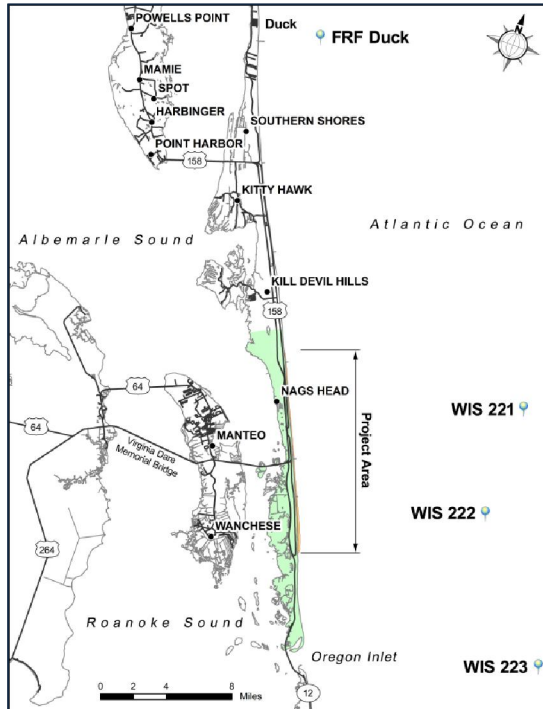 POWELLS POINT
Duck
FRF Duck
N
MAMIE
SPOT
HARBINGER
SOUTHERN SHORES
POINT HARBOR
158
KITTY HAWK
Atlantic Ocean
Albemarle Sound
KILL DEVIL HILLS
158
64
NAGS HEAD
WIS 221
Project Area
64
Virginia Dare
Memorial Bridge
MANTEO
WIS 222
WANCHESE
264
Roanoke Sound
Oregon Inlet
WIS 223
0 2 4 8
Miles
12